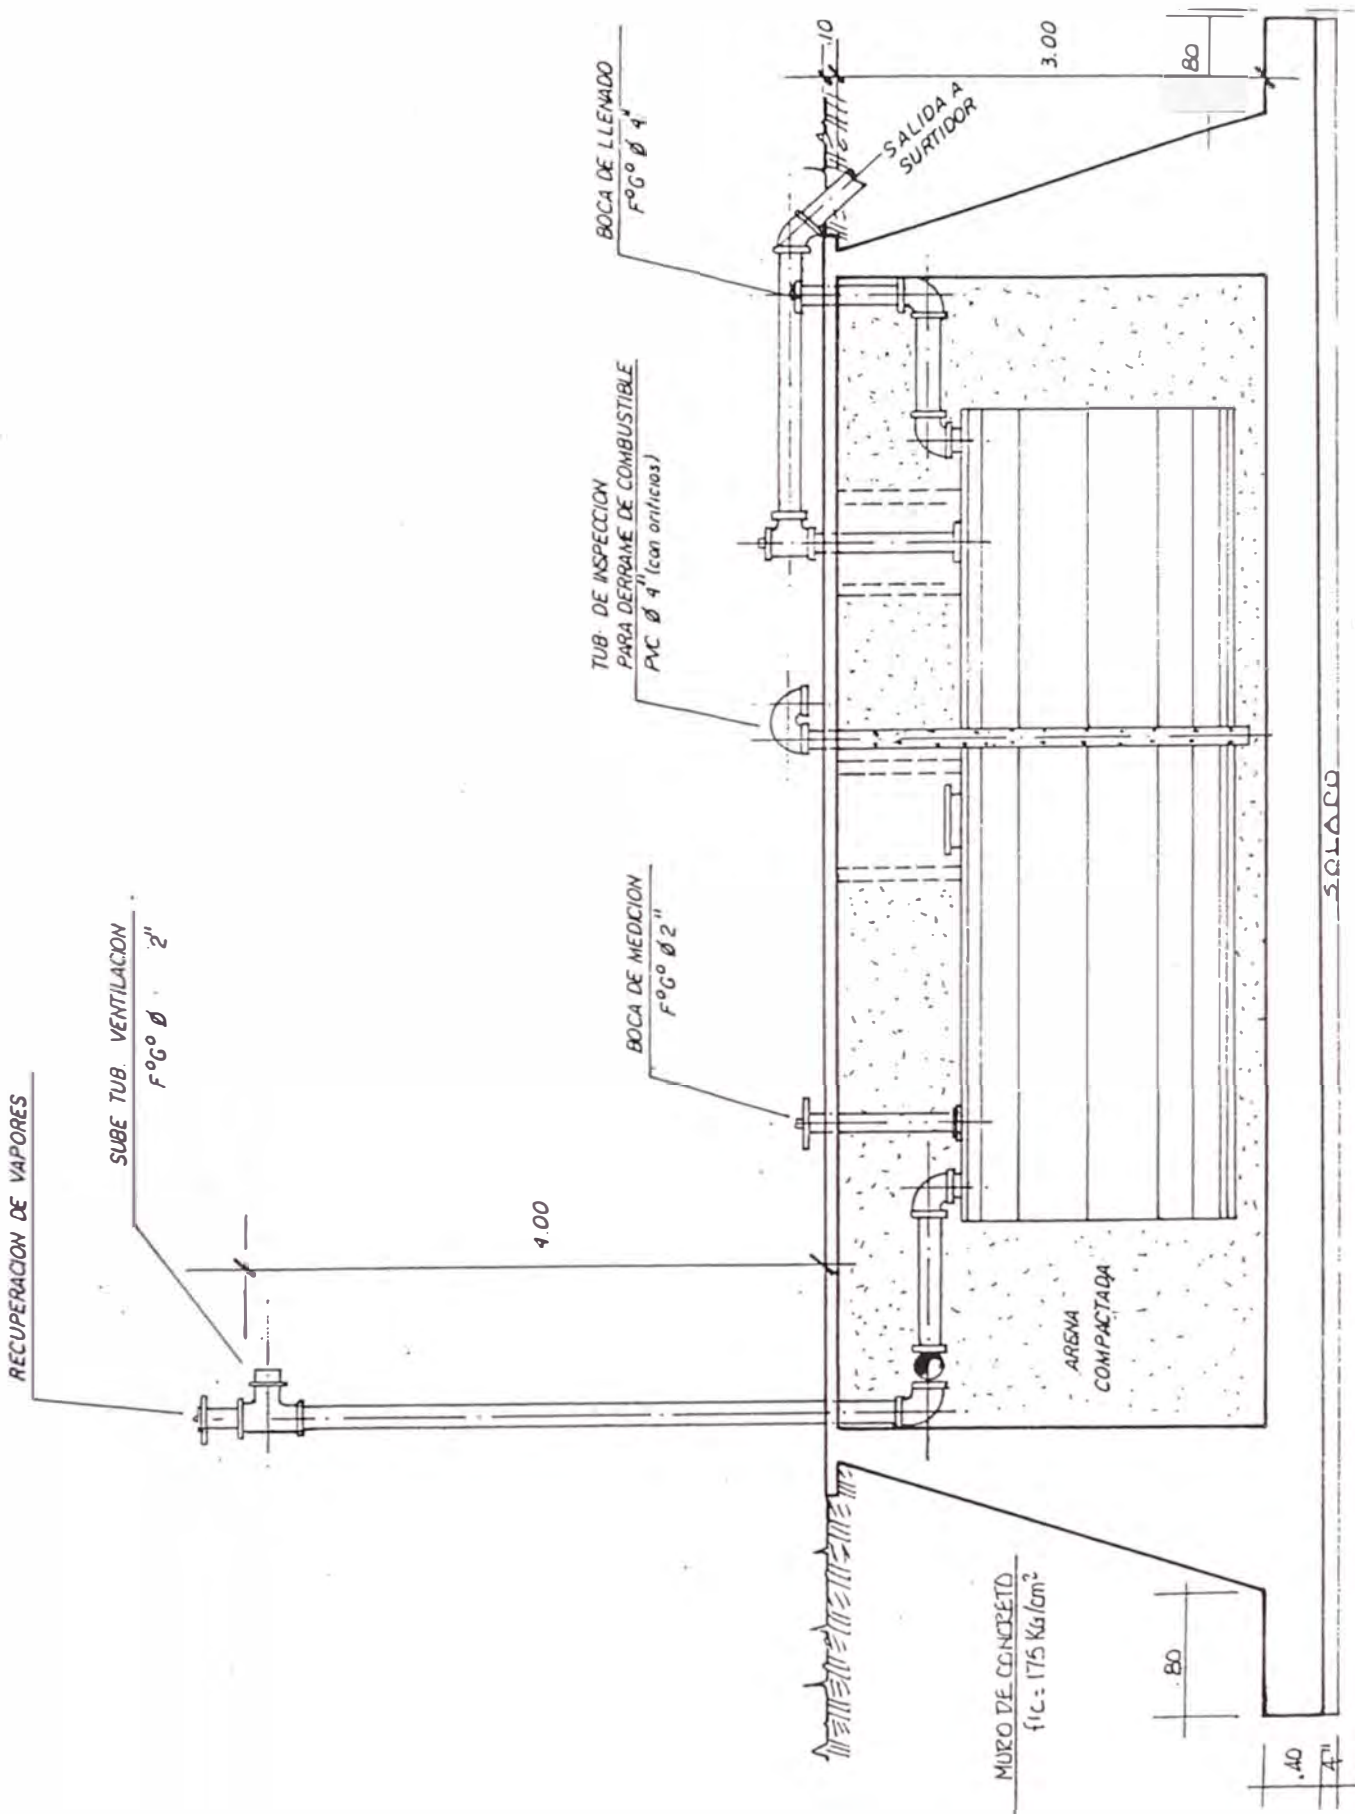 RECUPERACION DE VAPORES
SUBE TUB. VENTILACION
F°G° Ø 2"
4.00
BOCA DE MEDICION
F°G° Ø 2"
TUB. DE INSPECCION
PARA DERRAME DE COMBUSTIBLE
PVC Ø 4" (con orificios)
BOCA DE LLENADO
F°G° Ø 4"
.10
SALIDA A
SURTIDOR
3.00
.80
ARENA
COMPACTADA
MURO DE CONCRETO
f'c = 175 KG/cm²
.80
.40
4"
SOLADO